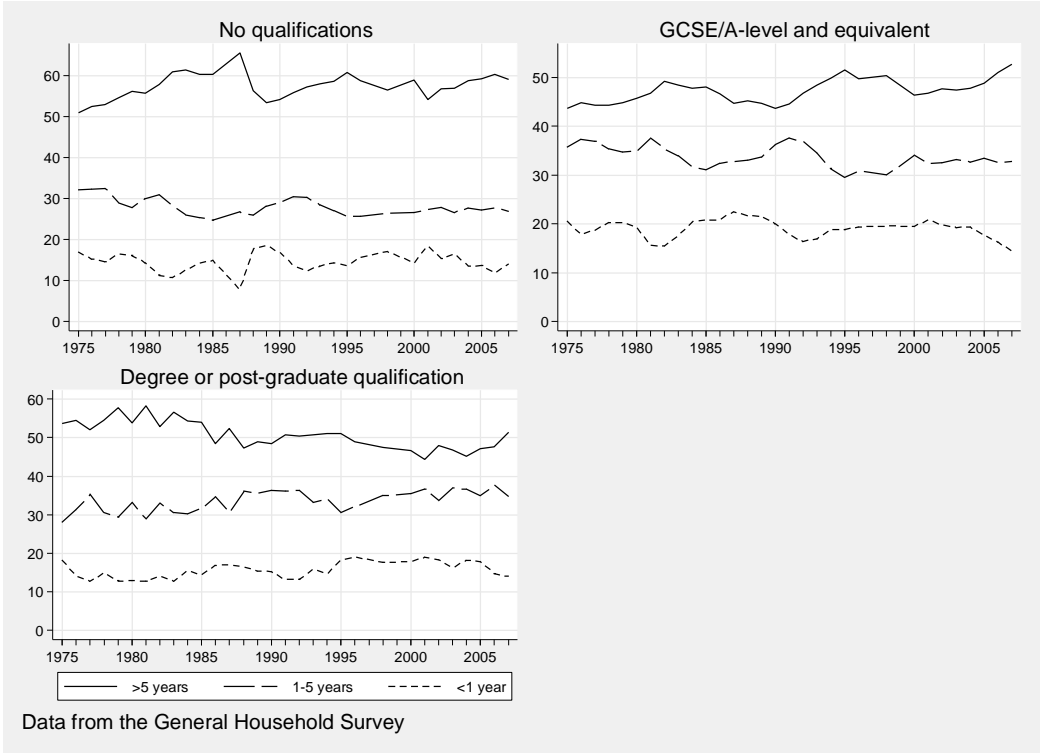 No qualifications
60
50
40
30
20
10
0
1975 1980 1985 1990 1995 2000 2005
GCSE/A-level and equivalent
50
40
30
20
10
0
1975 1980 1985 1990 1995 2000 2005
Degree or post-graduate qualification
60
50
40
30
20
10
0
1975 1980 1985 1990 1995 2000 2005
>5 years 1-5 years <1 year
Data from the General Household Survey